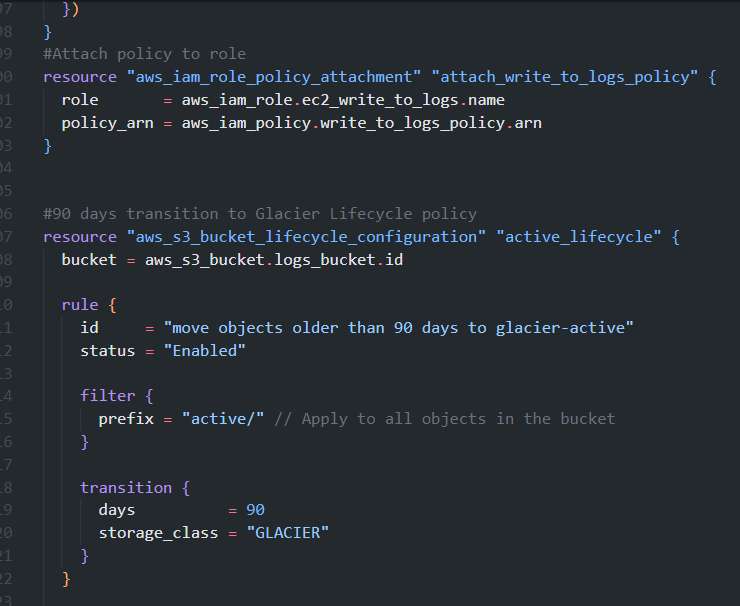 97 })
98 }
99 #Attach policy to role
00 resource "aws_iam_role_policy_attachment" "attach_write_to_logs_policy" {
01 role = aws_iam_role.ec2_write_to_logs.name
02 policy_arn = aws_iam_policy.write_to_logs_policy.arn
03 }
04
05
06 #90 days transition to Glacier Lifecycle policy
07 resource "aws_s3_bucket_lifecycle_configuration" "active_lifecycle" {
08 bucket = aws_s3_bucket.logs_bucket.id
09
10 rule {
11 id = "move objects older than 90 days to glacier-active"
12 status = "Enabled"
13
14 filter {
15 prefix = "active/" // Apply to all objects in the bucket
16 }
17
18 transition {
19 days = 90
20 storage_class = "GLACIER"
21 }
22 }
23